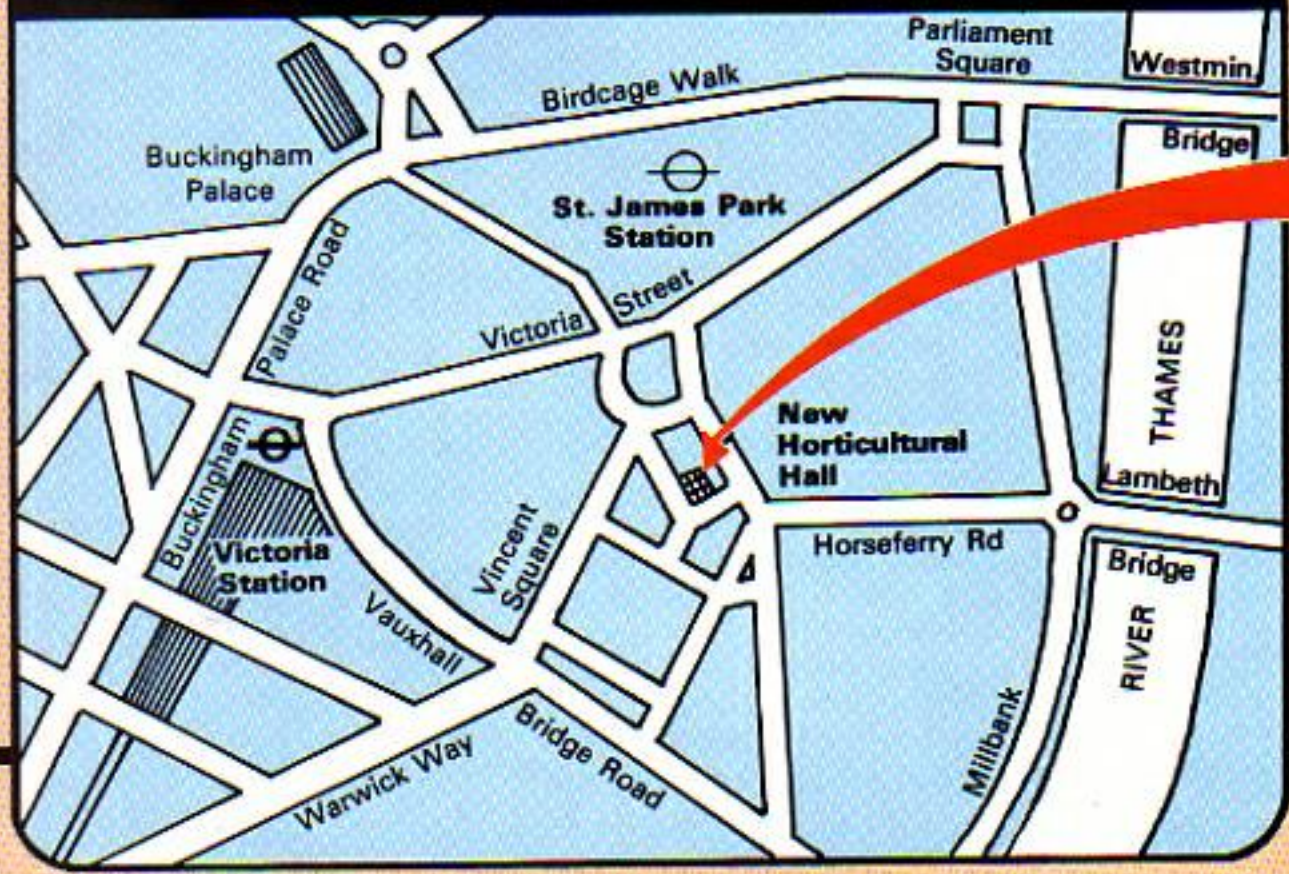 Parliament
Square
Westmin.
Birdcage Walk
Bridge
Buckingham
Palace
St. James Park
Station
Palace Road
Victoria Street
THAMES
New
Horticultural
Hall
Lambeth
Buckingham
Victoria
Station
Vincent
Square
Horseferry Rd
Bridge
Vauxhall
RIVER
Millbank
Bridge Road
Warwick Way